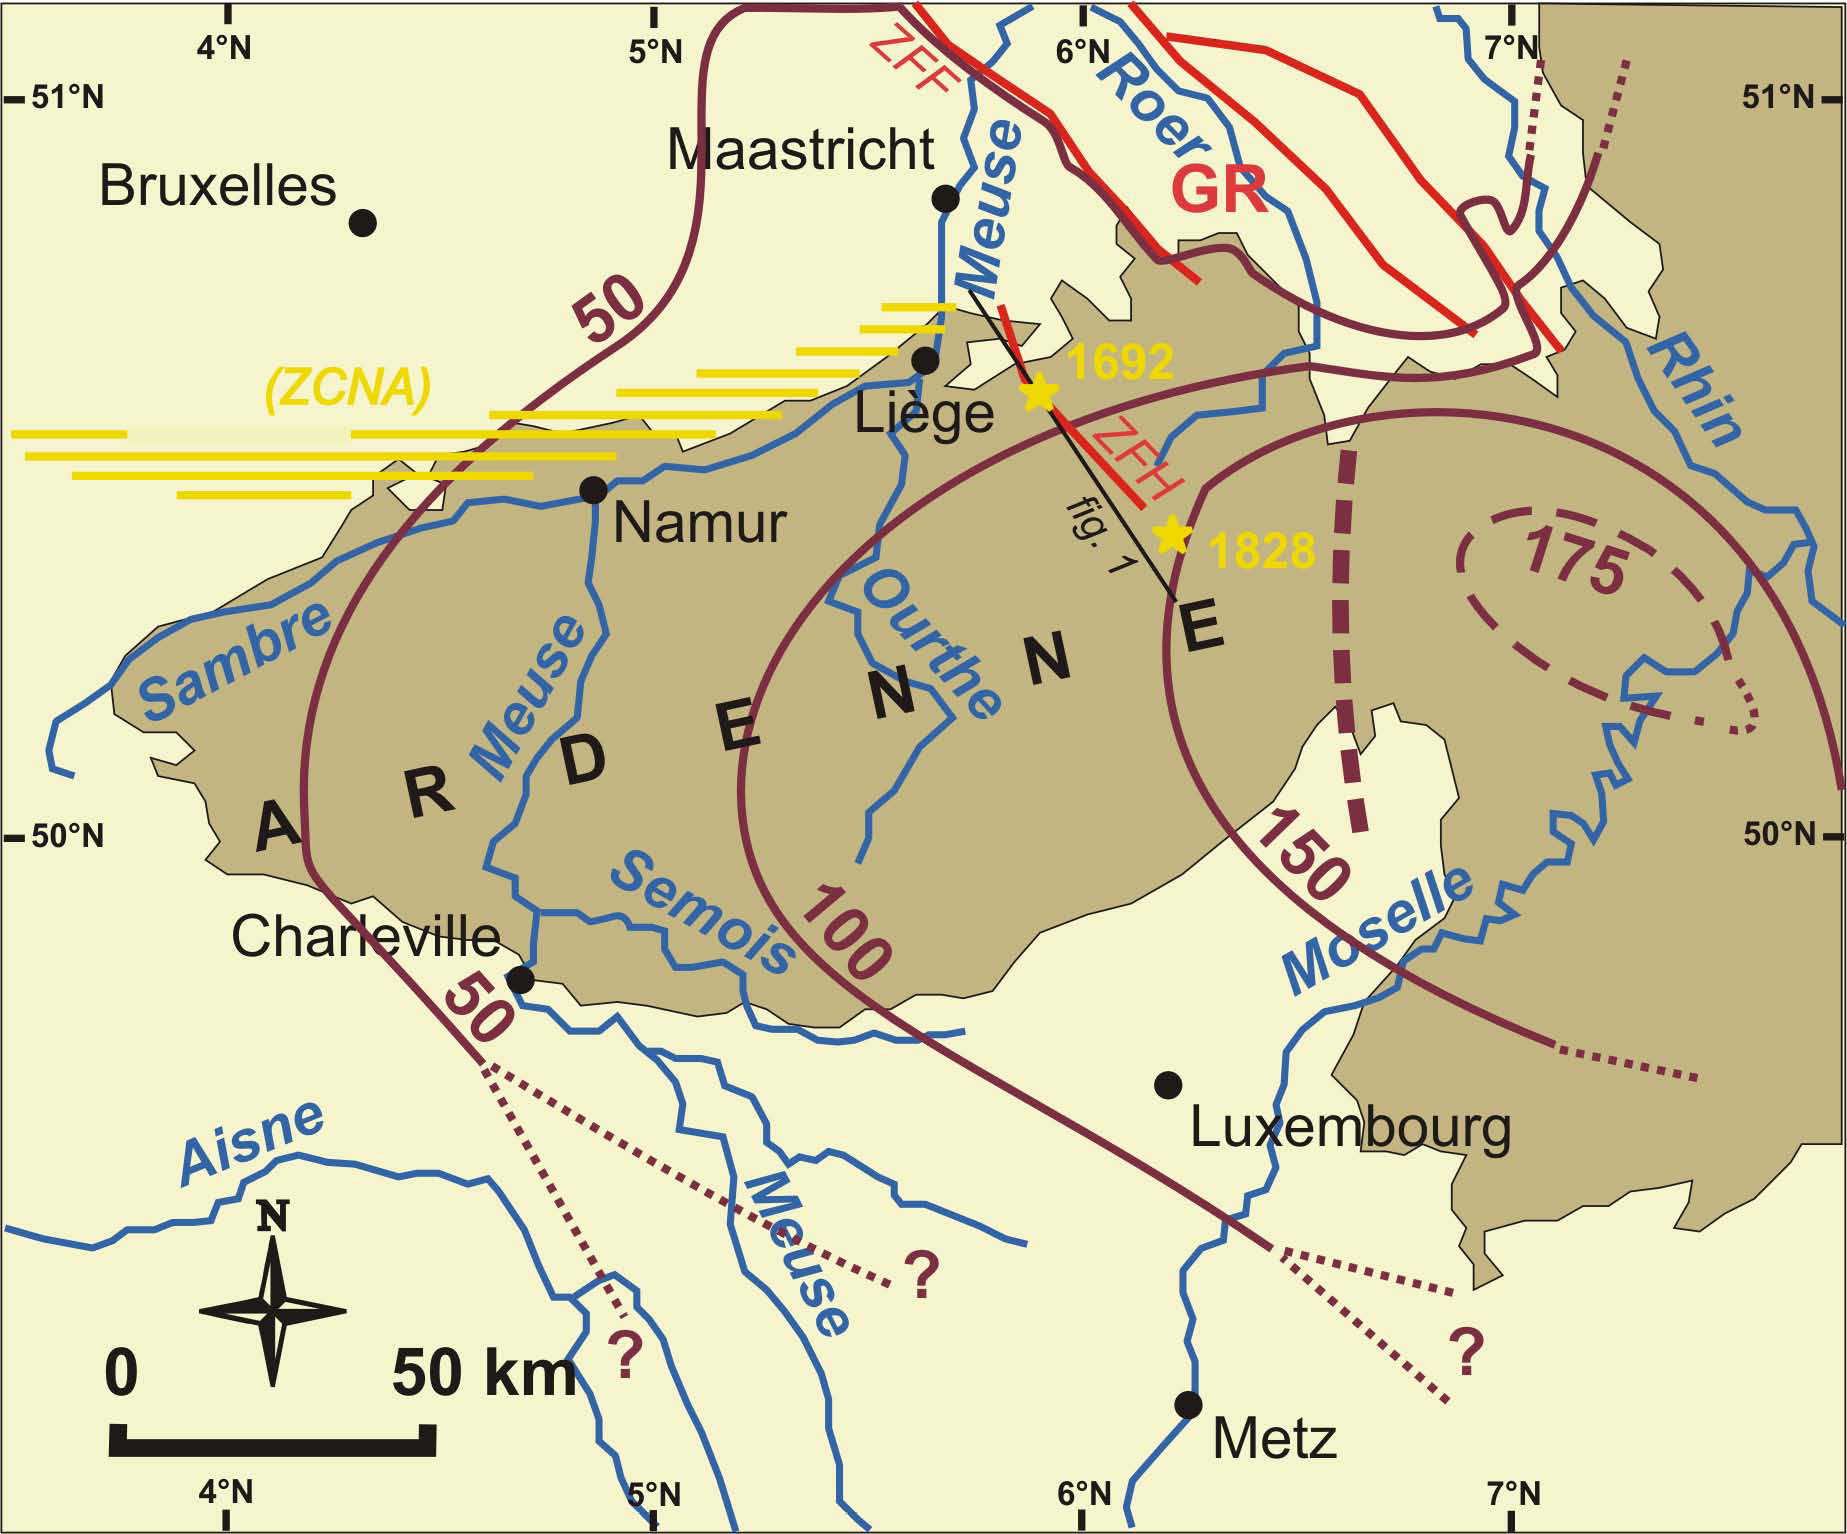 4°N
5°N
6°N
7°N
51°N
51°N
ZFF
Roer
Maastricht
Meuse
Bruxelles
GR
50
Rhin
(ZCNA)
1692
Liège
ZFH
fig. 1
Namur
1828
175
Sambre
Meuse
Ourthe
A R D E N N E
50°N
50°N
Semois
100
150
Moselle
Charleville
50
Luxembourg
Aisne
Meuse
N
?
?
?
0
50 km
Metz
4°N
5°N
6°N
7°N